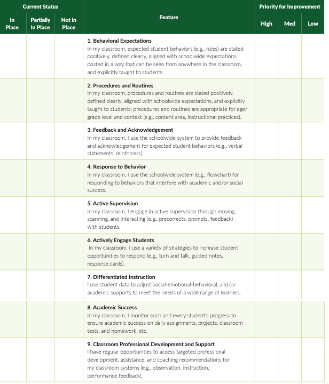 Current Status
Feature
Priority for Improvement
In Place
Partially in Place
Not in Place
High
Med
Low
1. Behavioral Expectations
In my classroom, expected student behaviors (e.g., rules) are stated
positively, defined clearly, aligned with schoolwide expectations,
posted in a way that can be seen from anywhere in the classroom,
and explicitly taught to students.
2. Procedures and Routines
In my classroom, procedures and routines are stated positively,
defined clearly, aligned with schoolwide expectations, and explicitly
taught to students; procedures and routines are appropriate for age/
grade level and context (e.g., content area, instructional practices).
3. Feedback and Acknowledgement
In my classroom, I use the schoolwide system to provide feedback
and acknowledgement for expected student behaviors (e.g., verbal
statements, reinforcers).
4. Response to Behavior
In my classroom, I use the schoolwide system (e.g., flowchart) for
responding to behaviors that interfere with academic and/or social
success.
5. Active Supervision
In my classroom, I engage in active supervision through moving,
scanning, and interacting (e.g., precorrects, prompts, feedback)
with students.
6. Actively Engage Students
In my classroom, I use a variety of strategies to increase student
opportunities to respond (e.g., turn and talk, guided notes,
response cards).
7. Differentiated Instruction
I use student data to adjust social-emotional-behavioral, and/or
academic supports to meet the needs of a wide range of learners.
8. Academic Success
In my classroom, I monitor each and every student's progress to
ensure academic success on daily assignments, projects, classroom
tests, and homework, etc.
9. Classroom Professional Development and Support
I have regular opportunities to access targeted professional
development, assistance, and coaching recommendations for
my classroom systems (e.g., observation, instruction,
performance feedback).